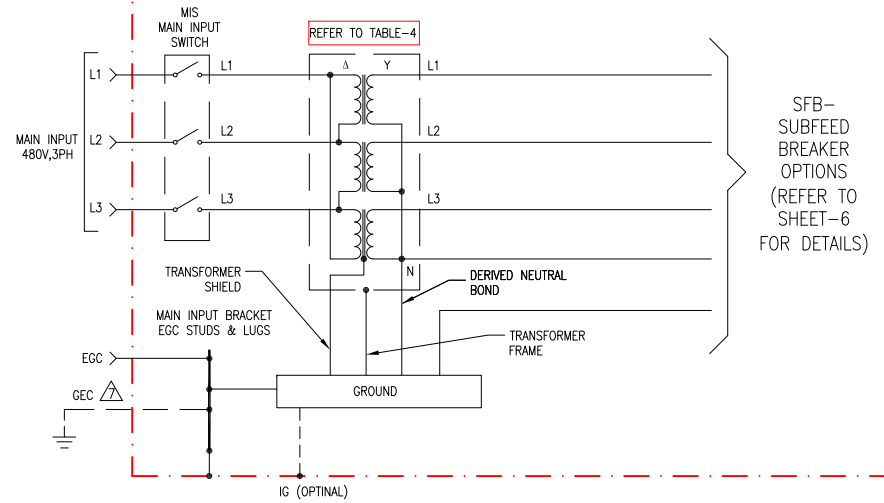 MIS
MAIN INPUT
SWITCH
REFER TO TABLE-4
Δ Y
L1 L1 L1
L2 L2 L2
L3 L3 L3
MAIN INPUT
480V,3PH
N
SFB-
SUBFEED
BREAKER
OPTIONS
(REFER TO
SHEET-6
FOR DETAILS)
TRANSFORMER
SHIELD
DERIVED NEUTRAL
BOND
MAIN INPUT BRACKET
EGC STUDS & LUGS
TRANSFORMER
FRAME
EGC
GEC 7
GROUND
IG (OPTINAL)